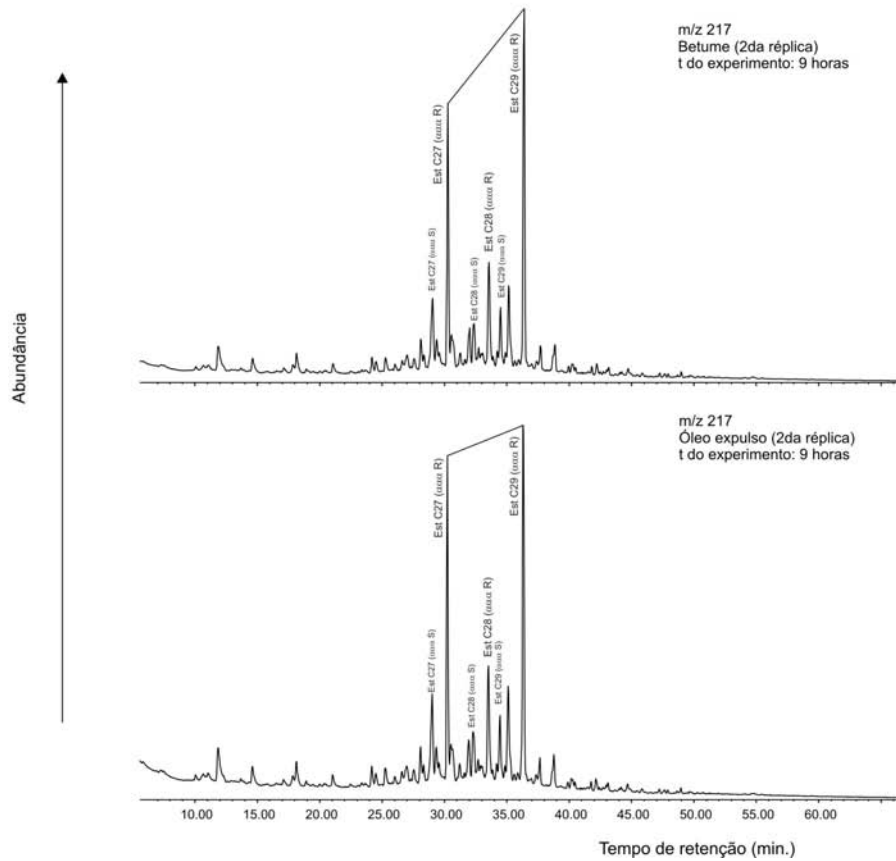 m/z 217
Betume (2da réplica)
t do experimento: 9 horas
Abundância
Est C27 (ααα S)
Est C27 (ααα R)
Est C28 (ααα S)
Est C28 (ααα R)
Est C29 (ααα S)
Est C29 (ααα R)
m/z 217
Óleo expulso (2da réplica)
t do experimento: 9 horas
Est C27 (ααα S)
Est C27 (ααα R)
Est C28 (ααα S)
Est C28 (ααα R)
Est C29 (ααα S)
Est C29 (ααα R)
10.00 15.00 20.00 25.00 30.00 35.00 40.00 45.00 50.00 55.00 60.00
Tempo de retenção (min.)